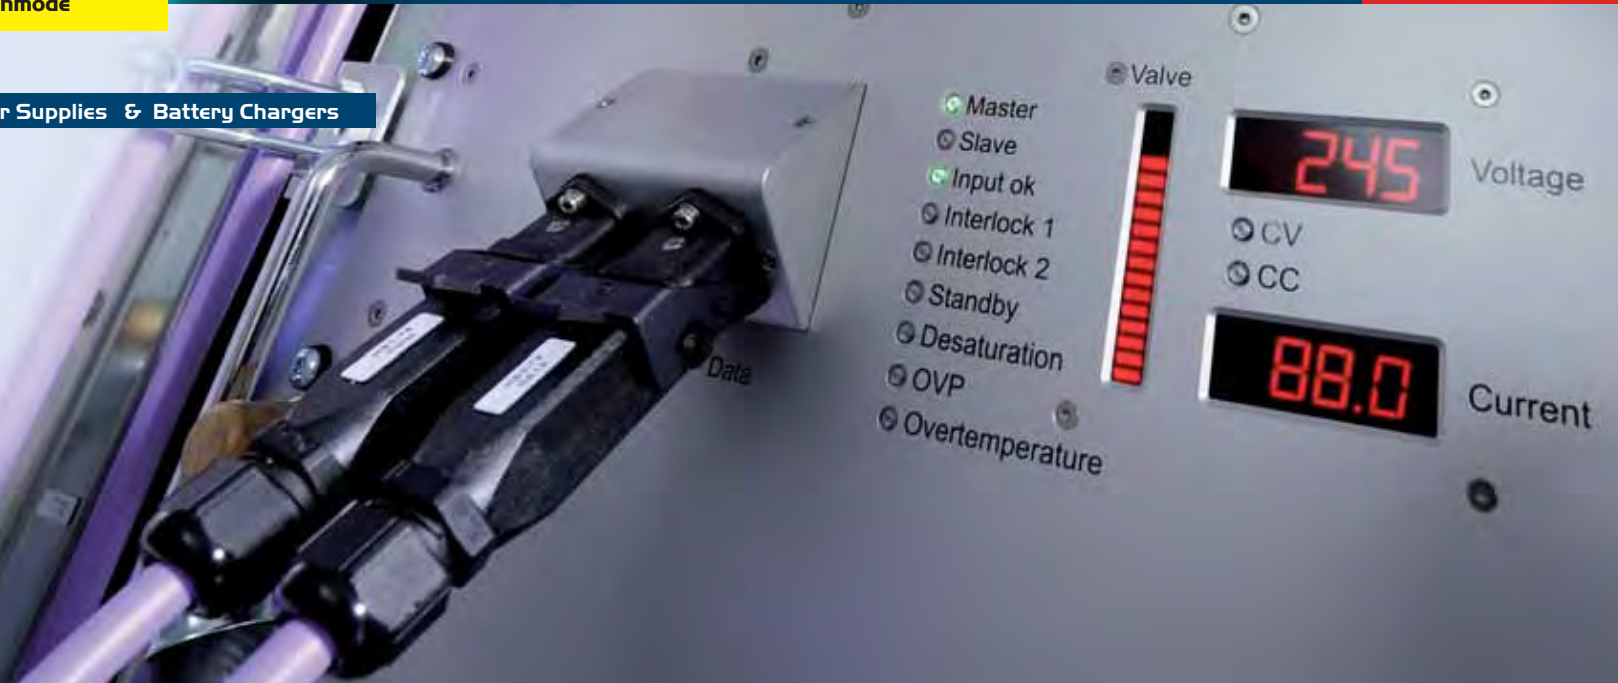 nmode
r Supplies & Battery Chargers
Valve
Master
Slave
Input ok
Interlock 1
Interlock 2
Standby
Desaturation
OVP
Overtemperature
Data
245
Voltage
CV
CC
88.0
Current